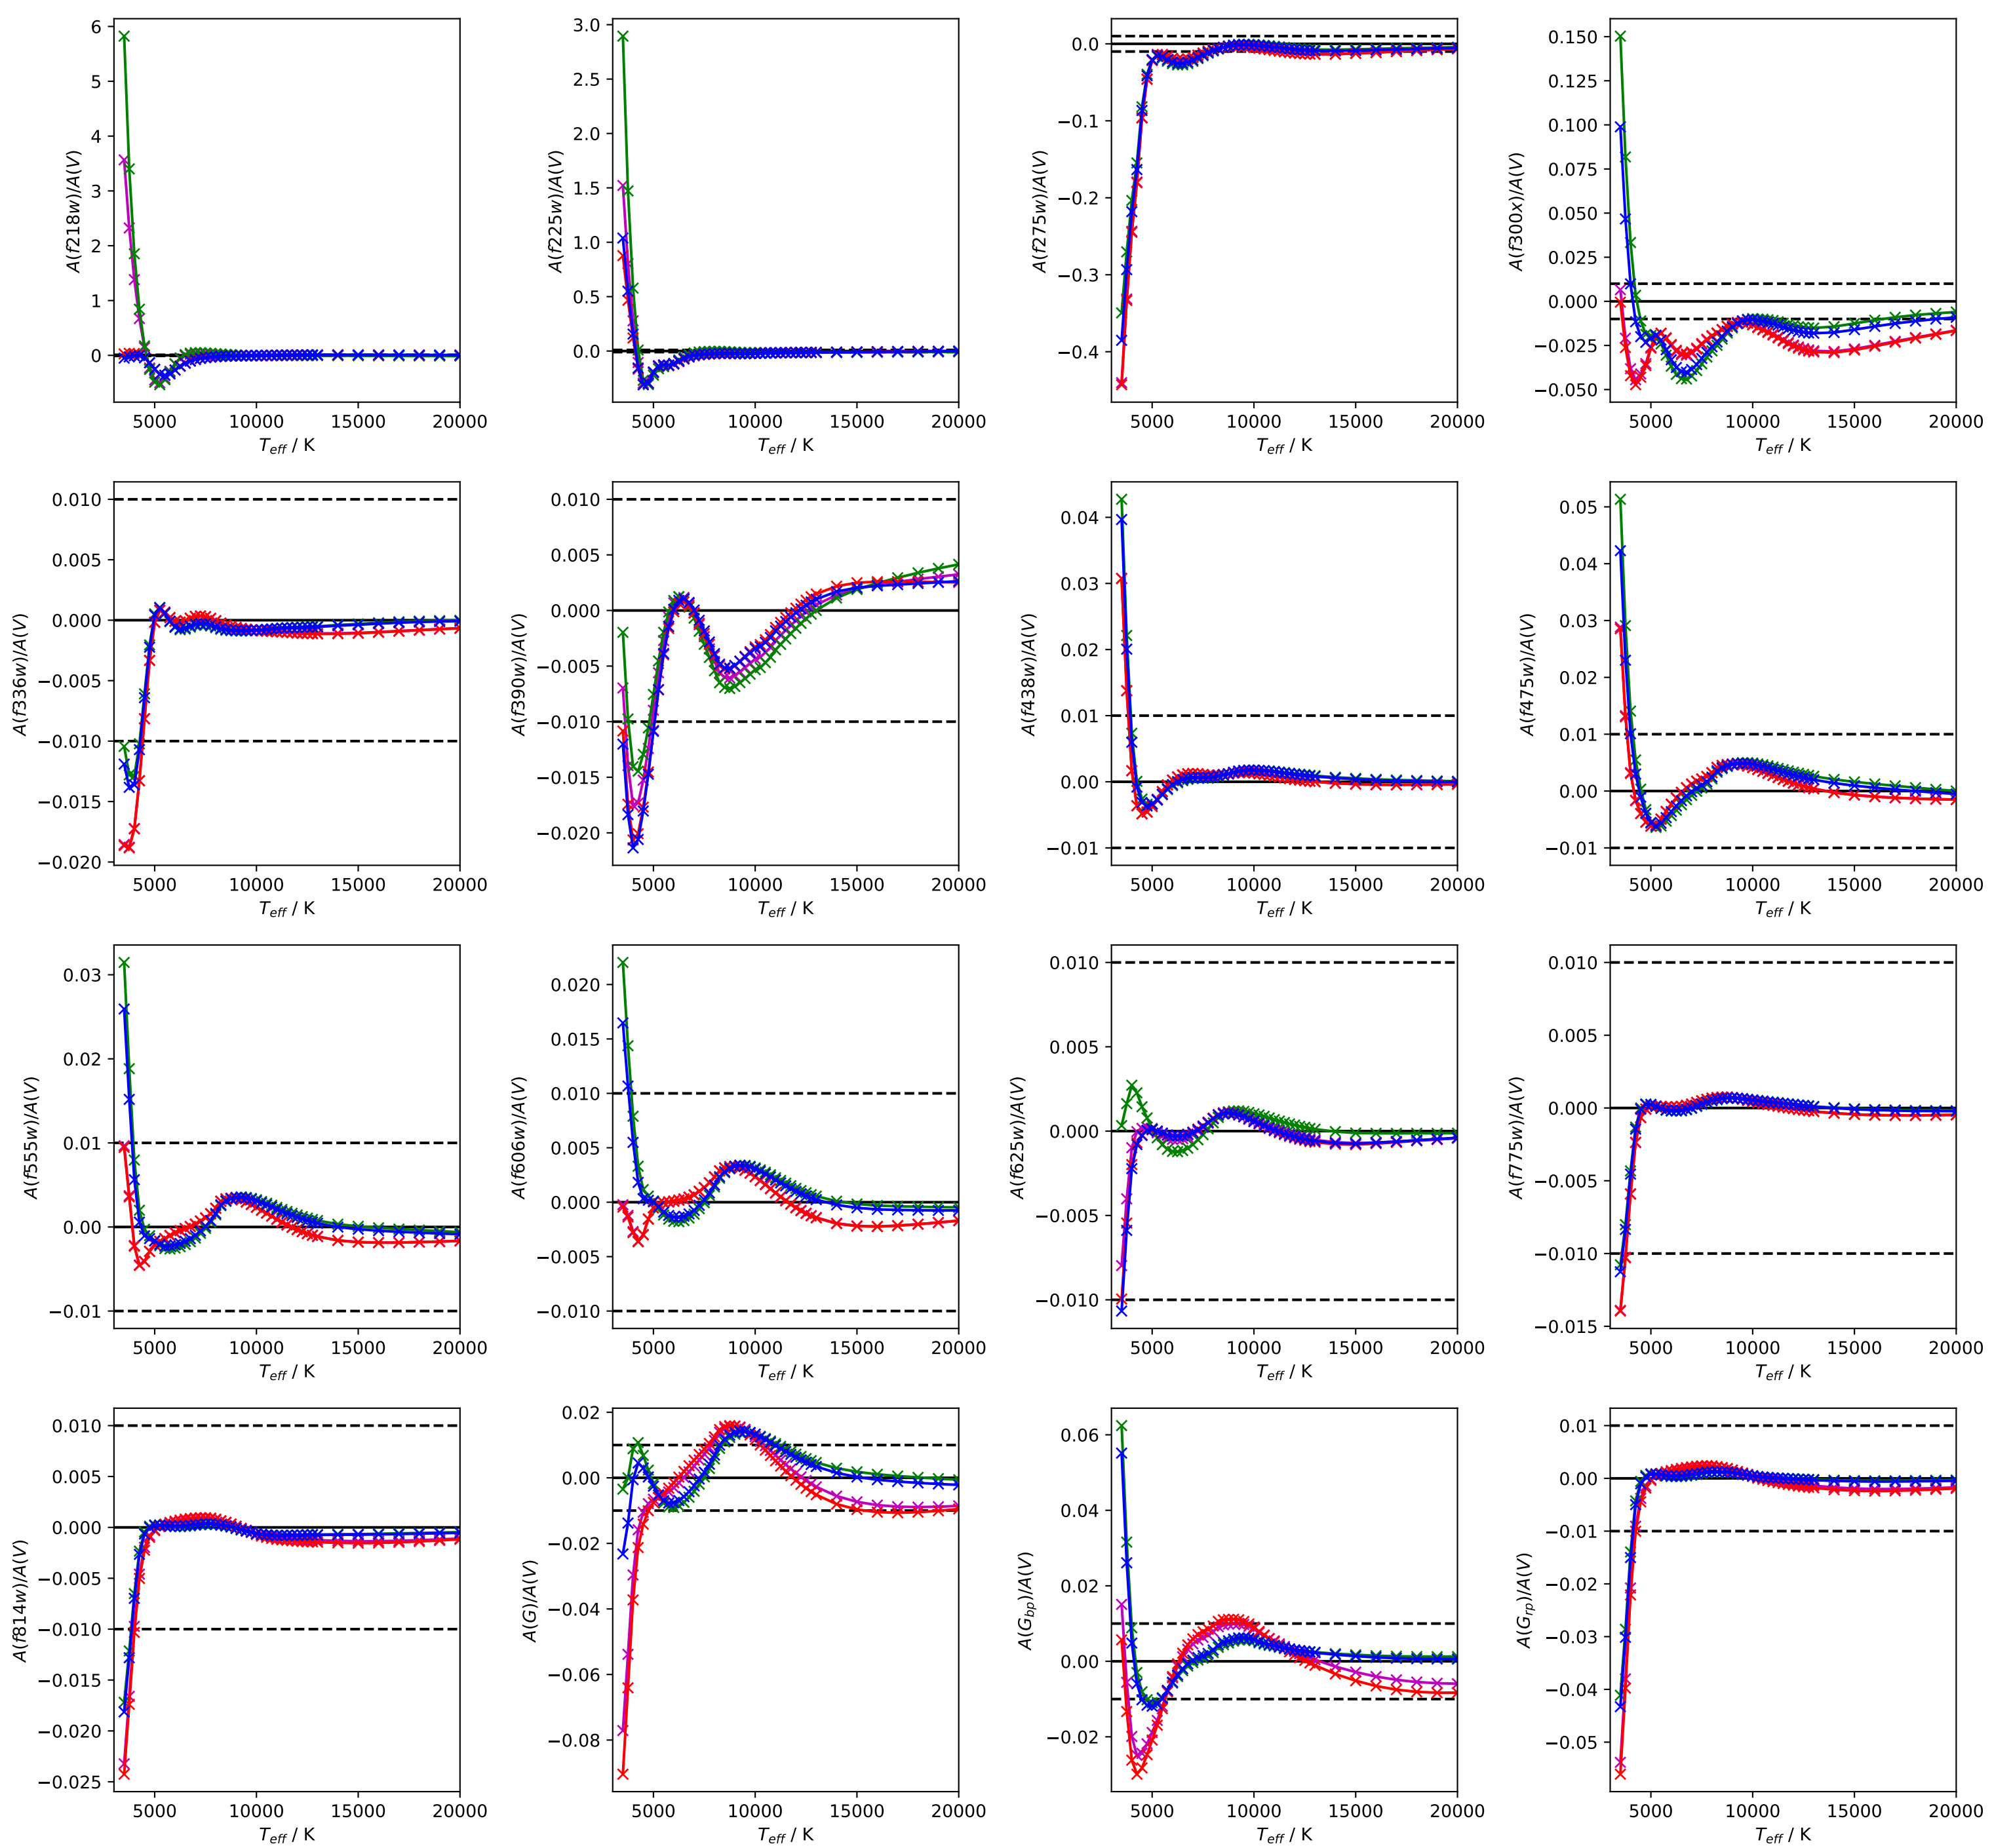 6
5
4
3
2
1
0
A(f218w)/A(V)
5000 10000 15000 20000
T_eff / K
3.0
2.5
2.0
1.5
1.0
0.5
0.0
A(f225w)/A(V)
5000 10000 15000 20000
T_eff / K
0.0
−0.1
−0.2
−0.3
−0.4
A(f275w)/A(V)
5000 10000 15000 20000
T_eff / K
0.150
0.125
0.100
0.075
0.050
0.025
0.000
−0.025
−0.050
A(f300x)/A(V)
5000 10000 15000 20000
T_eff / K
0.010
0.005
0.000
−0.005
−0.010
−0.015
−0.020
A(f336w)/A(V)
5000 10000 15000 20000
T_eff / K
0.010
0.005
0.000
−0.005
−0.010
−0.015
−0.020
A(f390w)/A(V)
5000 10000 15000 20000
T_eff / K
0.04
0.03
0.02
0.01
0.00
−0.01
A(f438w)/A(V)
5000 10000 15000 20000
T_eff / K
0.05
0.04
0.03
0.02
0.01
0.00
−0.01
A(f475w)/A(V)
5000 10000 15000 20000
T_eff / K
0.03
0.02
0.01
0.00
−0.01
A(f555w)/A(V)
5000 10000 15000 20000
T_eff / K
0.020
0.015
0.010
0.005
0.000
−0.005
−0.010
A(f606w)/A(V)
5000 10000 15000 20000
T_eff / K
0.010
0.005
0.000
−0.005
−0.010
A(f625w)/A(V)
5000 10000 15000 20000
T_eff / K
0.010
0.005
0.000
−0.005
−0.010
−0.015
A(f775w)/A(V)
5000 10000 15000 20000
T_eff / K
0.010
0.005
0.000
−0.005
−0.010
−0.015
−0.020
−0.025
A(f814w)/A(V)
5000 10000 15000 20000
T_eff / K
0.02
0.01
0.00
−0.01
−0.02
−0.04
−0.06
−0.08
A(G)/A(V)
5000 10000 15000 20000
T_eff / K
0.06
0.04
0.02
0.01
0.00
−0.01
−0.02
A(G_bp)/A(V)
5000 10000 15000 20000
T_eff / K
0.01
0.00
−0.01
−0.02
−0.03
−0.04
−0.05
A(G_rp)/A(V)
5000 10000 15000 20000
T_eff / K